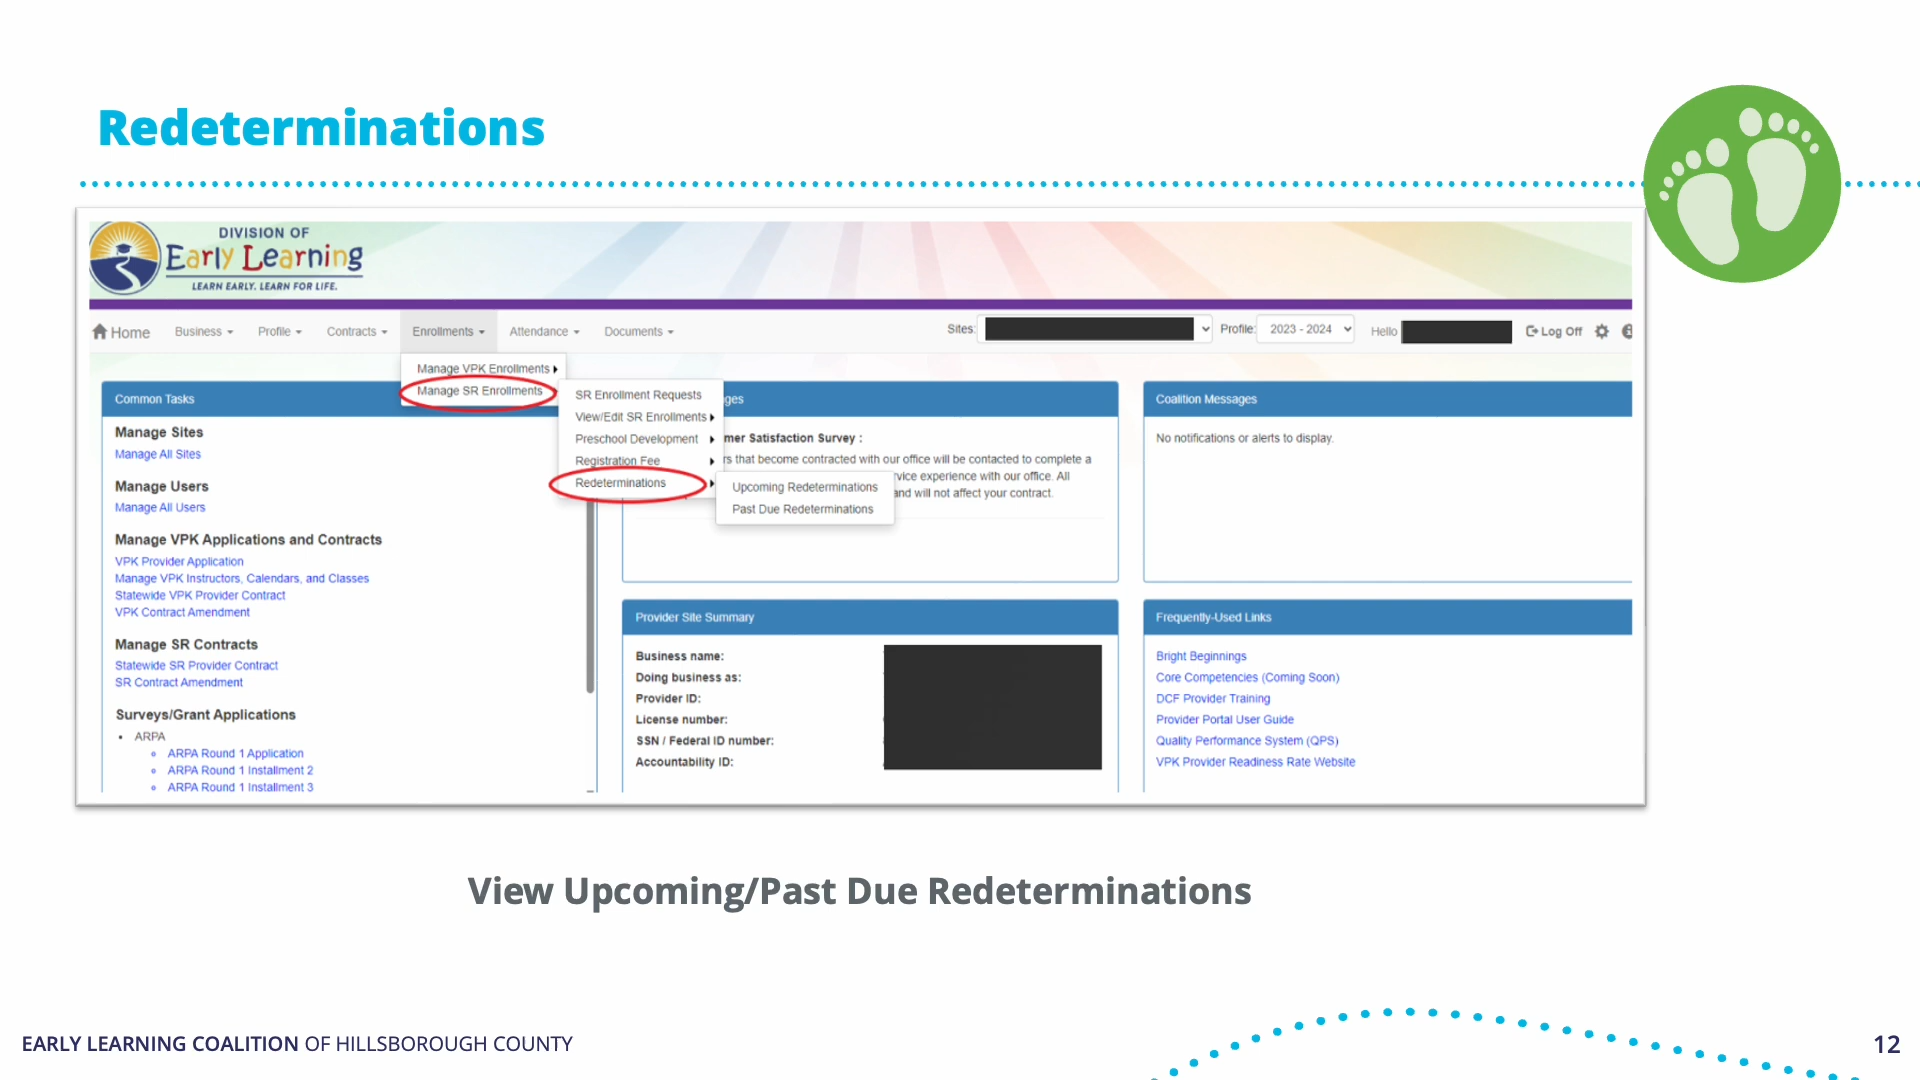 Redeterminations
DIVISION OF
Early Learning
LEARN EARLY. LEARN FOR LIFE.
Home Business Profile Contracts Enrollments Attendance Documents Sites: Profile: 2023 - 2024 Hello Log Off
Manage VPK Enrollments
Manage SR Enrollments
SR Enrollment Requests
View/Edit SR Enrollments
Preschool Development
Registration Fee
Redeterminations
Upcoming Redeterminations
Past Due Redeterminations
Common Tasks
Manage Sites
Manage All Sites
Manage Users
Manage All Users
Manage VPK Applications and Contracts
VPK Provider Application
Manage VPK Instructors, Calendars, and Classes
Statewide VPK Provider Contract
VPK Contract Amendment
Manage SR Contracts
Statewide SR Provider Contract
SR Contract Amendment
Surveys/Grant Applications
• ARPA
ARPA Round 1 Application
ARPA Round 1 Installment 2
ARPA Round 1 Installment 3
Satisfaction Survey :
that become contracted with our office will be contacted to complete a
experience with our office. All
and will not affect your contract.
Coalition Messages
No notifications or alerts to display.
Provider Site Summary
Business name:
Doing business as:
Provider ID:
License number:
SSN / Federal ID number:
Accountability ID:
Frequently-Used Links
Bright Beginnings
Core Competencies (Coming Soon)
DCF Provider Training
Provider Portal User Guide
Quality Performance System (QPS)
VPK Provider Readiness Rate Website
View Upcoming/Past Due Redeterminations
EARLY LEARNING COALITION OF HILLSBOROUGH COUNTY
12